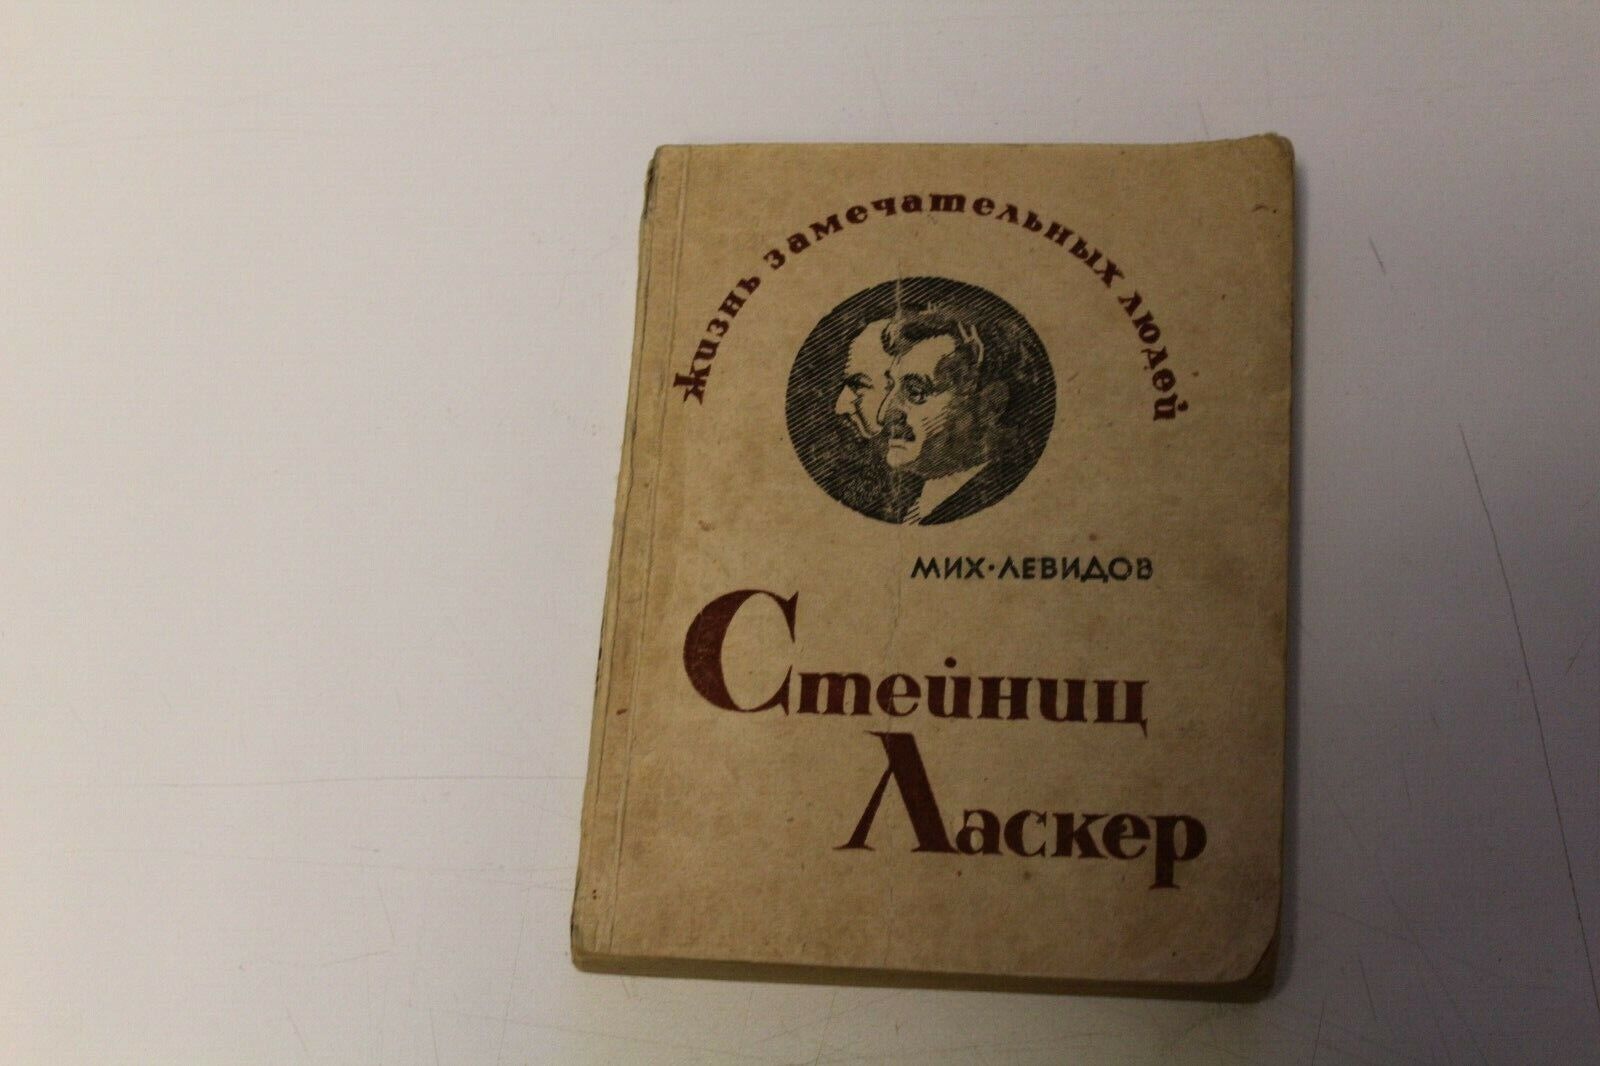 Жизнь замечательных людей
МИХ·ЛЕВИДОВ
Стейниц
Ласкер